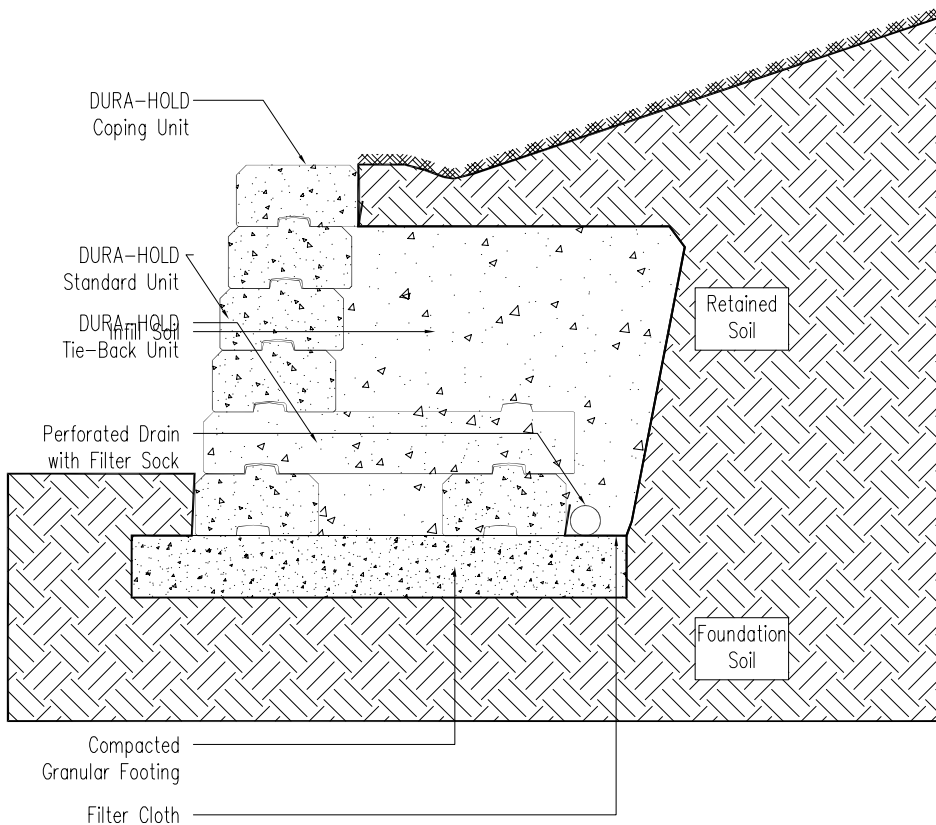 DURA-HOLD
Coping Unit
DURA-HOLD
Standard Unit
DURA-HOLD
Infill Soil
Tie-Back Unit
Perforated Drain
with Filter Sock
Retained
Soil
Foundation
Soil
Compacted
Granular Footing
Filter Cloth